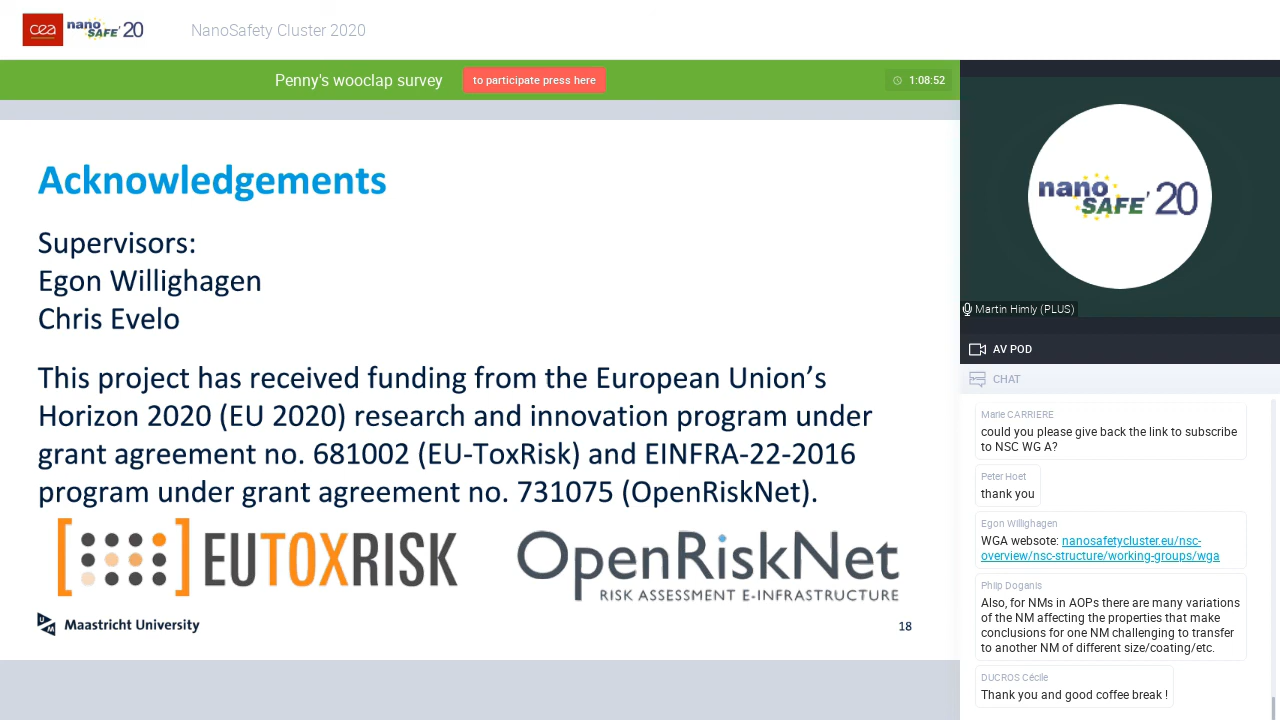 cea nano SAFE' 20
NanoSafety Cluster 2020
Penny's wooclap survey
to participate press here
1:08:52
Acknowledgements
Supervisors:
Egon Willighagen
Chris Evelo
This project has received funding from the European Union's
Horizon 2020 (EU 2020) research and innovation program under
grant agreement no. 681002 (EU-ToxRisk) and EINFRA-22-2016
program under grant agreement no. 731075 (OpenRiskNet).
[ ] EUTOXRISK
OpenRiskNet
RISK ASSESSMENT E-INFRASTRUCTURE
Maastricht University
18
nano SAFE' 20
Martin Himly (PLUS)
AV POD
CHAT
Marie CARRIERE
could you please give back the link to subscribe
to NSC WG A?
Peter Hoet
thank you
Egon Willighagen
WGA websote: nanosafetycluster.eu/nsc-
overview/nsc-structure/working-groups/wga
Philp Doganis
Also, for NMs in AOPs there are many variations
of the NM affecting the properties that make
conclusions for one NM challenging to transfer
to another NM of different size/coating/etc.
DUCROS Cécile
Thank you and good coffee break !